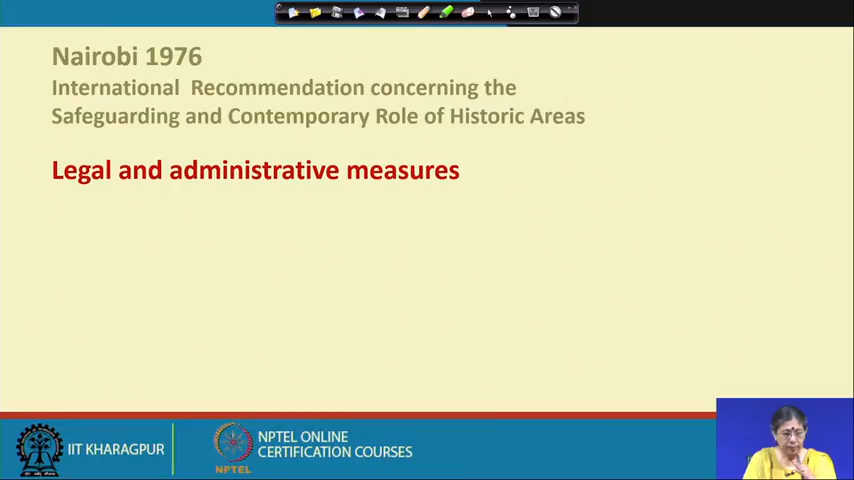 Nairobi 1976
International Recommendation concerning the
Safeguarding and Contemporary Role of Historic Areas
Legal and administrative measures
IIT KHARAGPUR
NPTEL
NPTEL ONLINE
CERTIFICATION COURSES